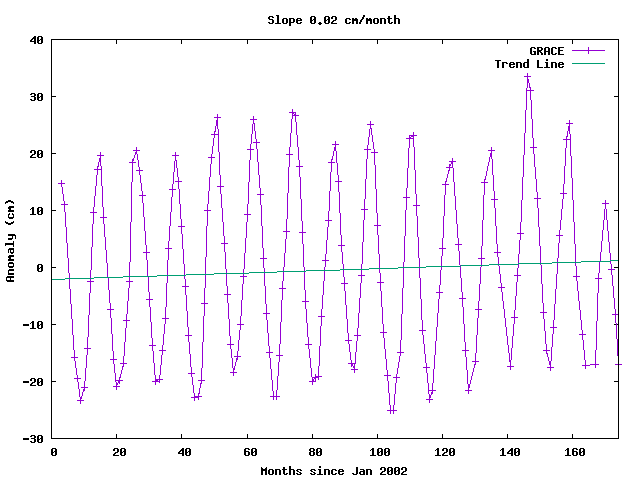 Slope 0.02 cm/month
GRACE
Trend Line
40
30
20
10
0
-10
-20
-30
Anomaly (cm)
0 20 40 60 80 100 120 140 160
Months since Jan 2002